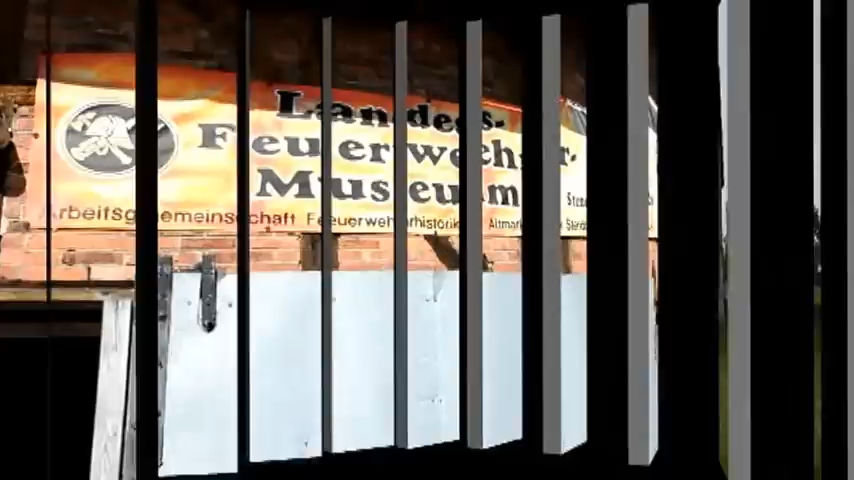 Landes-
Feuerwehr-
Museum
Arbeitsgemeinschaft Feuerwehrhistorik